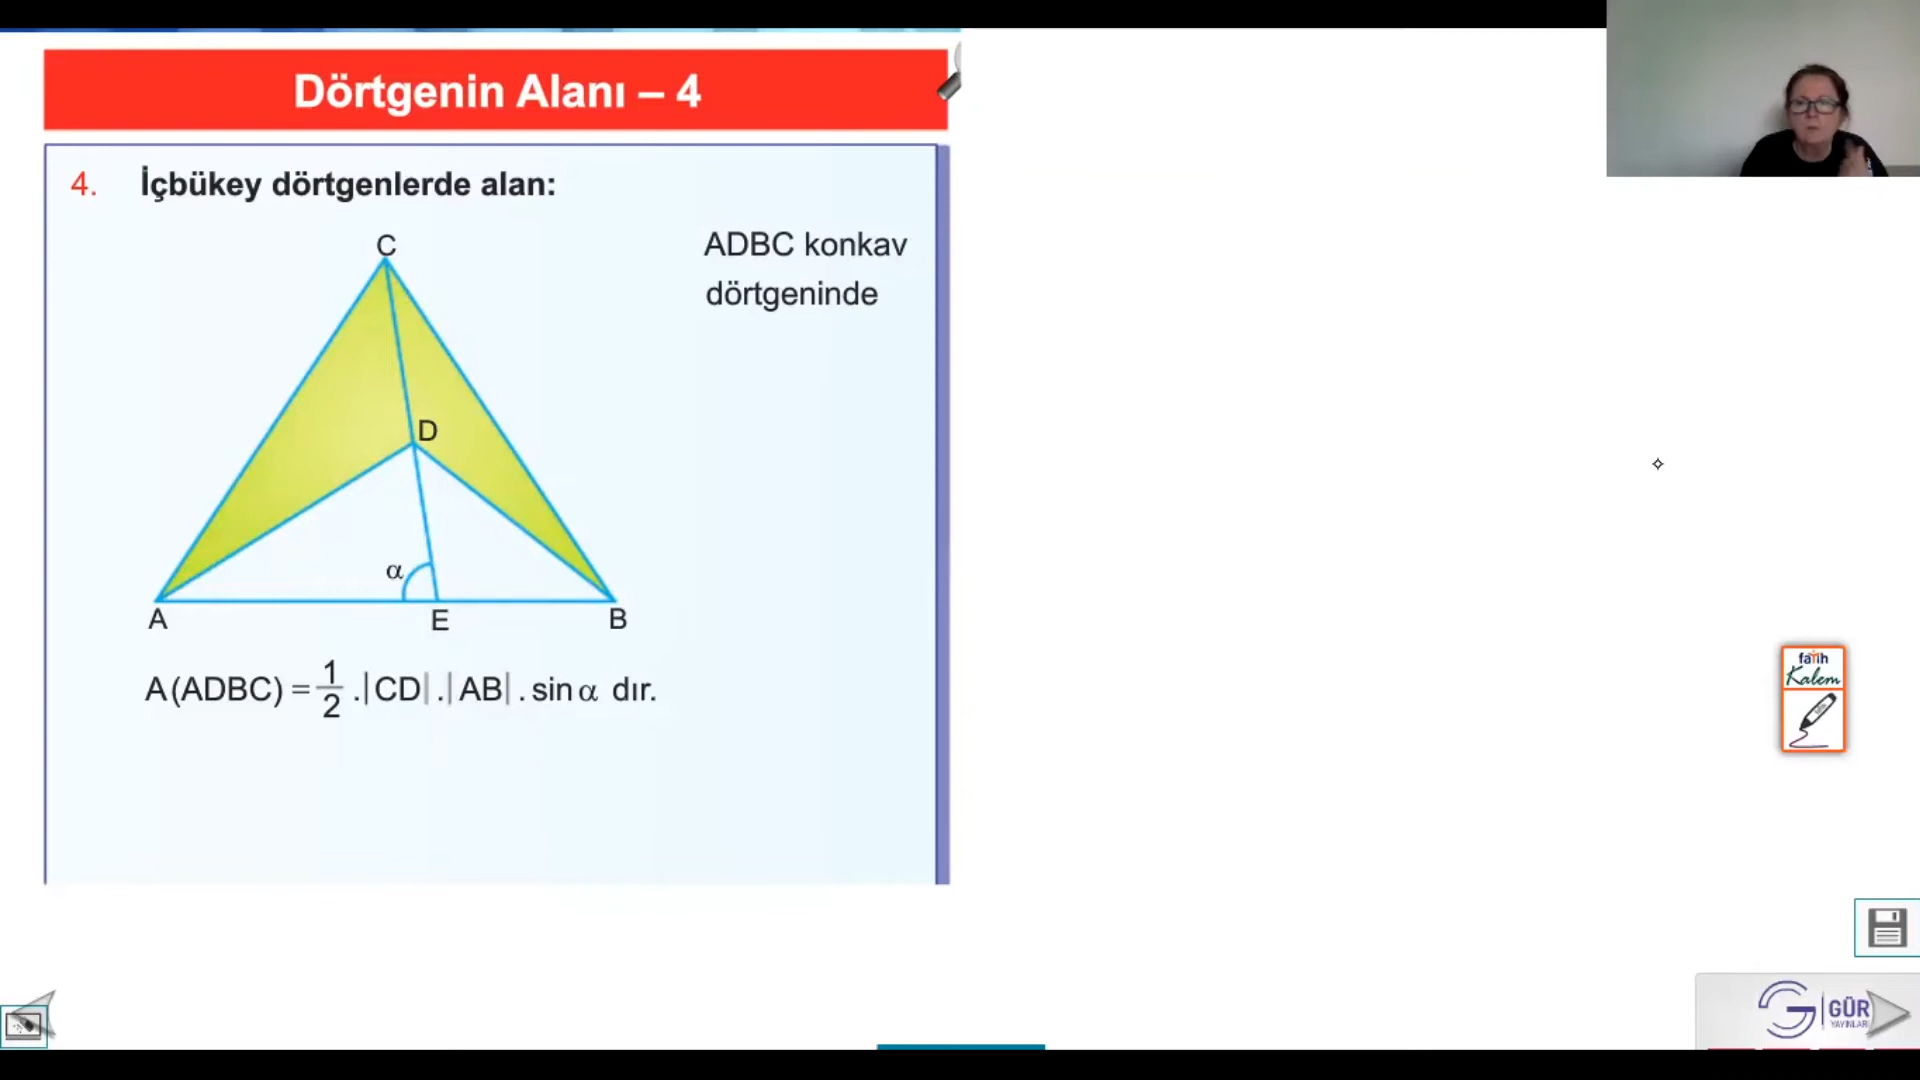 Dörtgenin Alanı – 4
4. İçbükey dörtgenlerde alan:
ADBC konkav
dörtgeninde
C
D
α
A E B
A(ADBC) = 1/2 .|CD| .|AB| . sin α dır.
fatih
Kalem
GÜR
YAYINLARI